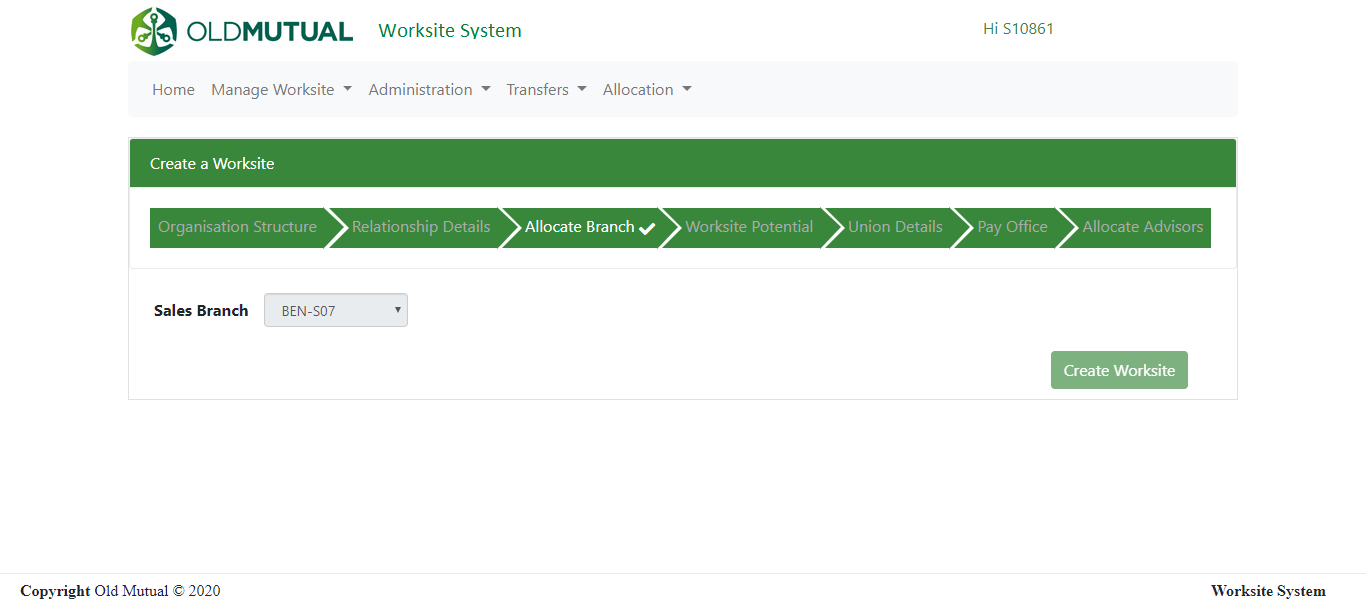 OLDMUTUAL Worksite System Hi S10861
Home Manage Worksite Administration Transfers Allocation
Create a Worksite
Organisation Structure Relationship Details Allocate Branch Worksite Potential Union Details Pay Office Allocate Advisors
Sales Branch BEN-S07
Create Worksite
Copyright Old Mutual © 2020 Worksite System